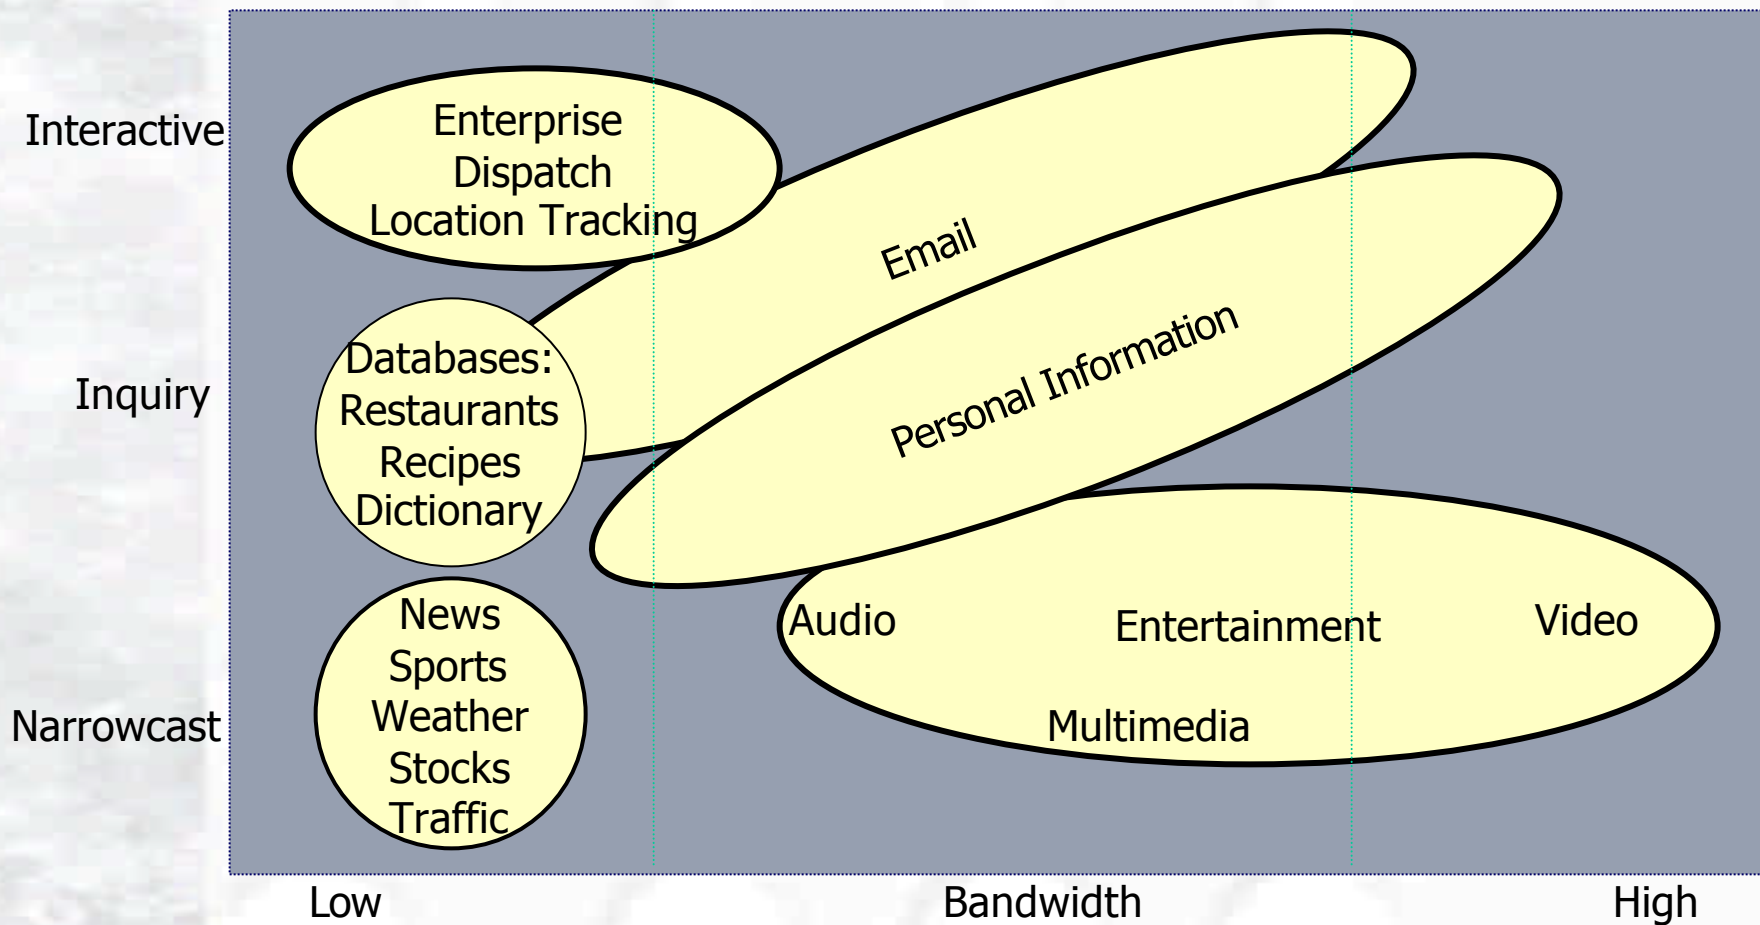 Interactive
Enterprise
Dispatch
Location Tracking
Email
Inquiry
Databases:
Restaurants
Recipes
Dictionary
Personal Information
Narrowcast
News
Sports
Weather
Stocks
Traffic
Audio
Entertainment
Video
Multimedia
Low
Bandwidth
High